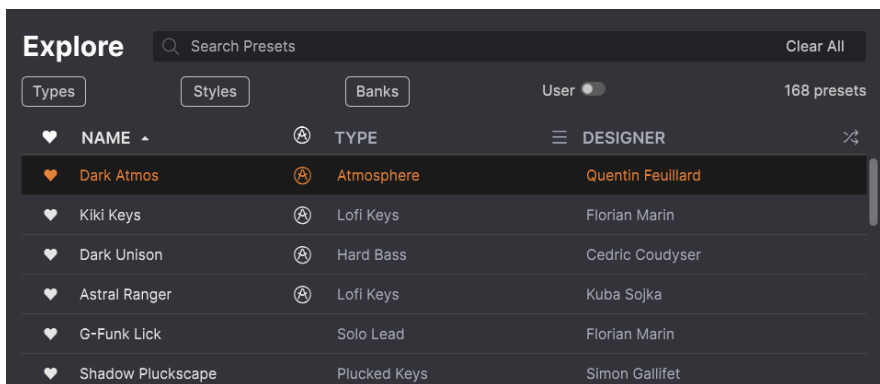 Explore Search Presets Clear All
Types Styles Banks User 168 presets
NAME TYPE DESIGNER
Dark Atmos Atmosphere Quentin Feuillard
Kiki Keys Lofi Keys Florian Marin
Dark Unison Hard Bass Cedric Coudyser
Astral Ranger Lofi Keys Kuba Sojka
G-Funk Lick Solo Lead Florian Marin
Shadow Pluckscape Plucked Keys Simon Gallifet